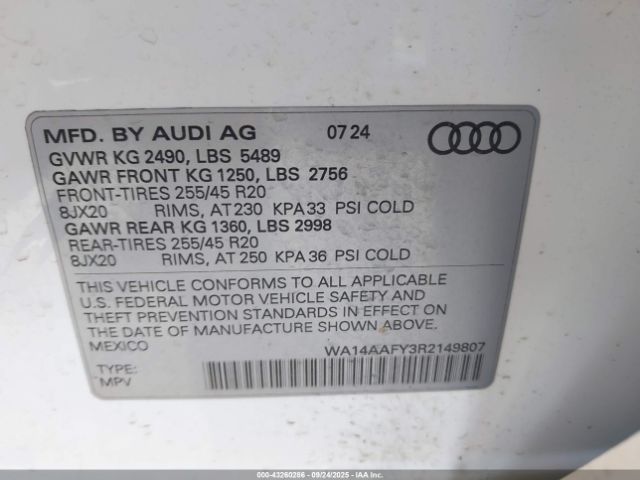 MFD. BY AUDI AG 07 24
GVWR KG 2490, LBS 5489
GAWR FRONT KG 1250, LBS 2756
FRONT-TIRES 255/45 R20
8JX20 RIMS, AT 230 KPA 33 PSI COLD
GAWR REAR KG 1360, LBS 2998
REAR-TIRES 255/45 R20
8JX20 RIMS, AT 250 KPA 36 PSI COLD
THIS VEHICLE CONFORMS TO ALL APPLICABLE
U.S. FEDERAL MOTOR VEHICLE SAFETY AND
THEFT PREVENTION STANDARDS IN EFFECT ON
THE DATE OF MANUFACTURE SHOWN ABOVE.
MEXICO
WA14AAFY3R2149807
TYPE:
MPV
000-43260286 - 09/24/2025 - IAA Inc.